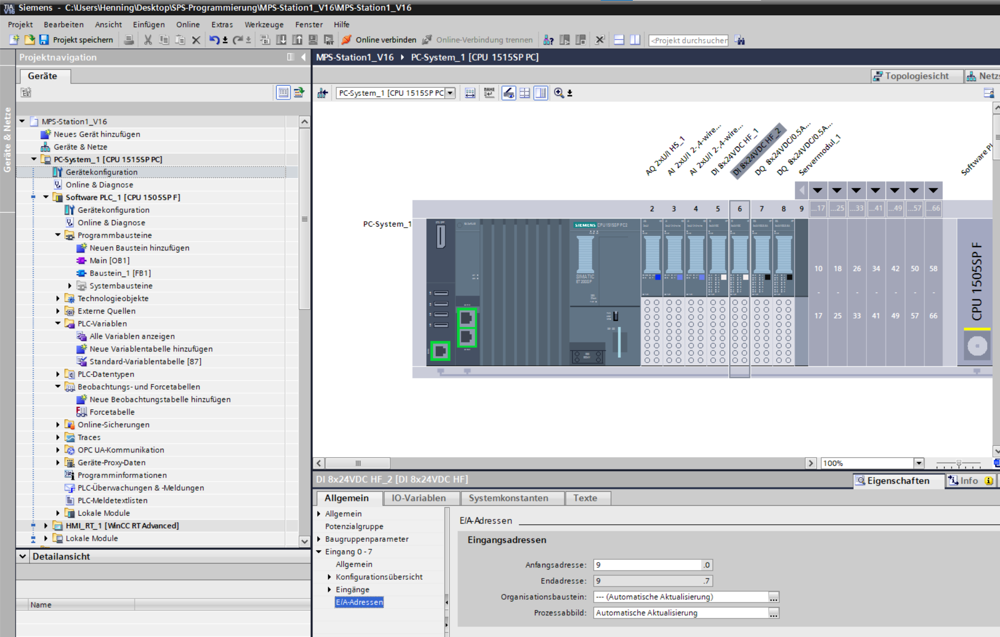 Siemens - C:\Users\Henning\Desktop\SPS-Programmierung\MPS-Station1_V16\MPS-Station1_V16
Projekt Bearbeiten Ansicht Einfügen Online Extras Werkzeuge Fenster Hilfe
Projekt speichern Online verbinden Online-Verbindung trennen <Projekt durchsuchen
Projektnavigation
MPS-Station1_V16 PC-System_1 [CPU 1515SP PC]
Geräte
Topologiesicht Netzs
PC-System_1 [CPU 1515SP PC
Geräte & Netze
MPS-Station1_V16
Neues Gerät hinzufügen
Geräte & Netze
PC-System_1 [CPU 1515SP PC]
Gerätekonfiguration
Online & Diagnose
Software PLC_1 [CPU 1505SP F]
Gerätekonfiguration
Online & Diagnose
Programmbausteine
Neuen Baustein hinzufügen
Main [OB1]
Baustein_1 [FB1]
Systembausteine
Technologieobjekte
Externe Quellen
PLC-Variablen
Alle Variablen anzeigen
Neue Variablentabelle hinzufügen
Standard-Variablentabelle [87]
PLC-Datentypen
Beobachtungs- und Forcetabellen
Neue Beobachtungstabelle hinzufügen
Forcetabelle
Online-Sicherungen
Traces
OPC UA-Kommunikation
Geräte-Proxy-Daten
Programminformationen
PLC-Überwachungen & -Meldungen
PLC-Meldetextlisten
Lokale Module
HMI_RT_1 [WinCC RT Advanced]
Lokale Module
Detailansicht
Name
AQ 2xU/I HS_1
AI 2xU/I 2-,4-wire...
AI 2xU/I 2-,4-wire...
DI 8x24VDC HF_1
DI 8x24VDC HF_2
DQ 8x24VDC/0.5A...
DQ 8x24VDC/0.5A...
Servermodul_1
Software Pl
2 3 4 5 6 7 8 9 ...17 ...25 ...33 ...41 ...49 ...57 ...66
PC-System_1
SIEMENS CPU 1515SP PC2
SIMATIC
ET 200SP
10 18 26 34 42 50 58
- - - - - - -
17 25 33 41 49 57 66
CPU 1505SP F
100%
DI 8x24VDC HF_2 [DI 8x24VDC HF]
Eigenschaften Info
Allgemein IO-Variablen Systemkonstanten Texte
Allgemein
Potenzialgruppe
Baugruppenparameter
Eingang 0 - 7
Allgemein
Konfigurationsübersicht
Eingänge
E/A-Adressen
E/A-Adressen
Eingangsadressen
Anfangsadresse: 9 .0
Endadresse: 9 .7
Organisationsbaustein: --- (Automatische Aktualisierung) ...
Prozessabbild: Automatische Aktualisierung ...